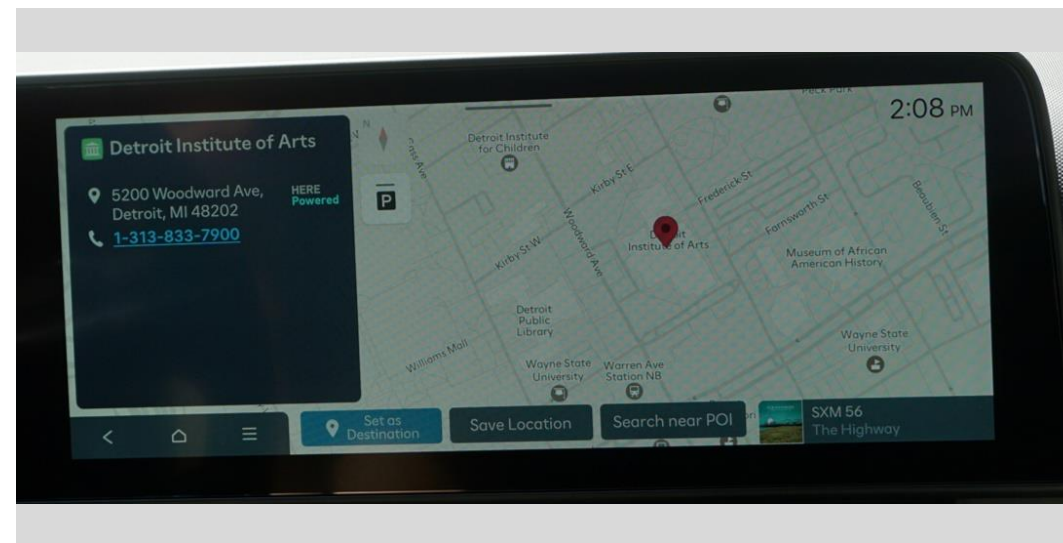 Detroit Institute of Arts
5200 Woodward Ave,
Detroit, MI 48202
HERE
Powered
1-313-833-7900
N
P
2:08 PM
Peck Park
Detroit Institute
for Children
Kirby St E
Frederick St
Farnsworth St
Beaubien St
Woodward Ave
Kirby St W
Institute of Arts
Museum of African
American History
Detroit
Public
Library
Williams Mall
Wayne State
University
Warren Ave
Station NB
Wayne State
University
Set as
Destination
Save Location
Search near POI
SXM 56
The Highway